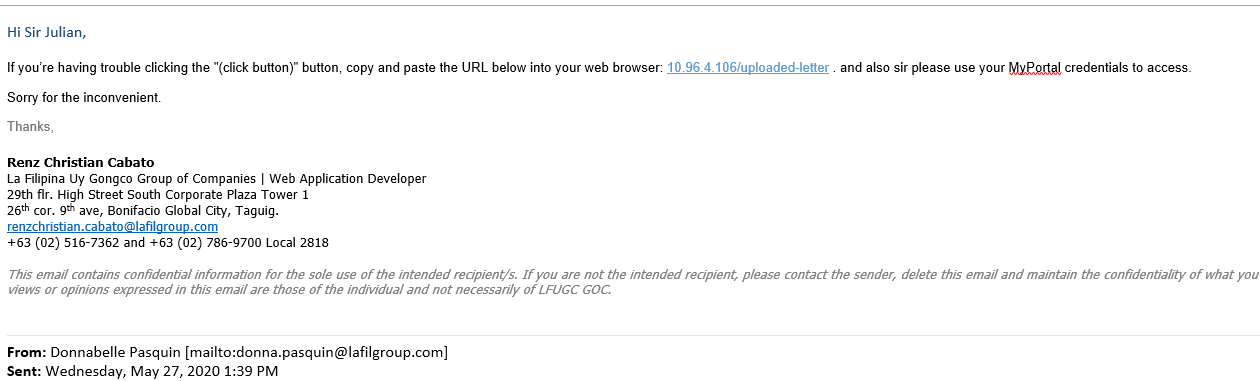 Hi Sir Julian,
If you're having trouble clicking the "(click button)" button, copy and paste the URL below into your web browser: 10.96.4.106/uploaded-letter . and also sir please use your MyPortal credentials to access.
Sorry for the inconvenient.
Thanks,
Renz Christian Cabato
La Filipina Uy Gongco Group of Companies | Web Application Developer
29th flr. High Street South Corporate Plaza Tower 1
26th cor. 9th ave, Bonifacio Global City, Taguig.
renzchristian.cabato@lafilgroup.com
+63 (02) 516-7362 and +63 (02) 786-9700 Local 2818
This email contains confidential information for the sole use of the intended recipient/s. If you are not the intended recipient, please contact the sender, delete this email and maintain the confidentiality of what you
views or opinions expressed in this email are those of the individual and not necessarily of LFUGC GOC.
From: Donnabelle Pasquin [mailto:donna.pasquin@lafilgroup.com]
Sent: Wednesday, May 27, 2020 1:39 PM